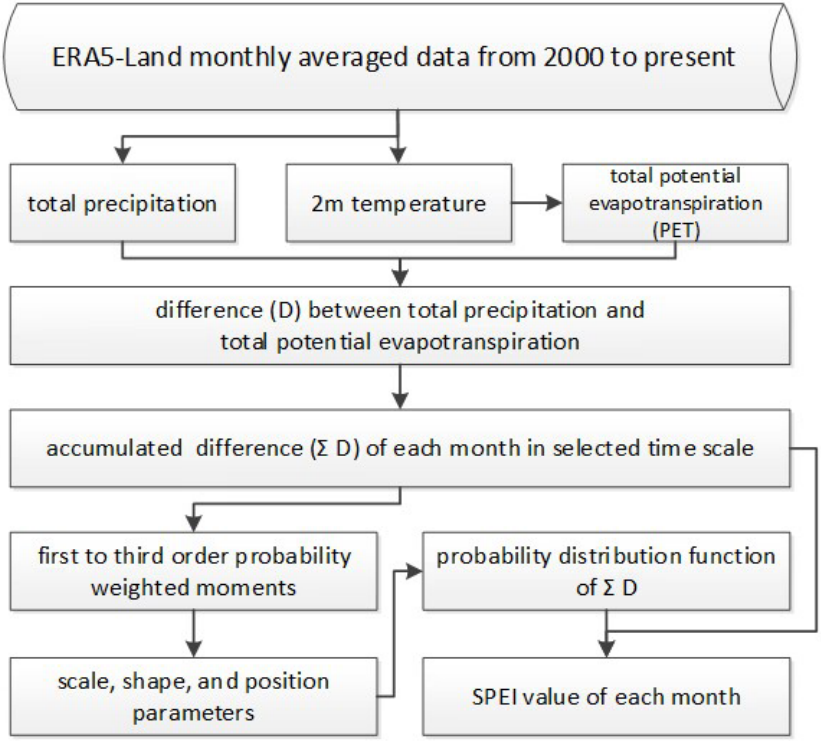 ERA5-Land monthly averaged data from 2000 to present
total precipitation
2m temperature
total potential
evapotranspiration
(PET)
difference (D) between total precipitation and
total potential evapotranspiration
accumulated difference (Σ D) of each month in selected time scale
first to third order probability
weighted moments
probability distribution function
of Σ D
scale, shape, and position
parameters
SPEI value of each month